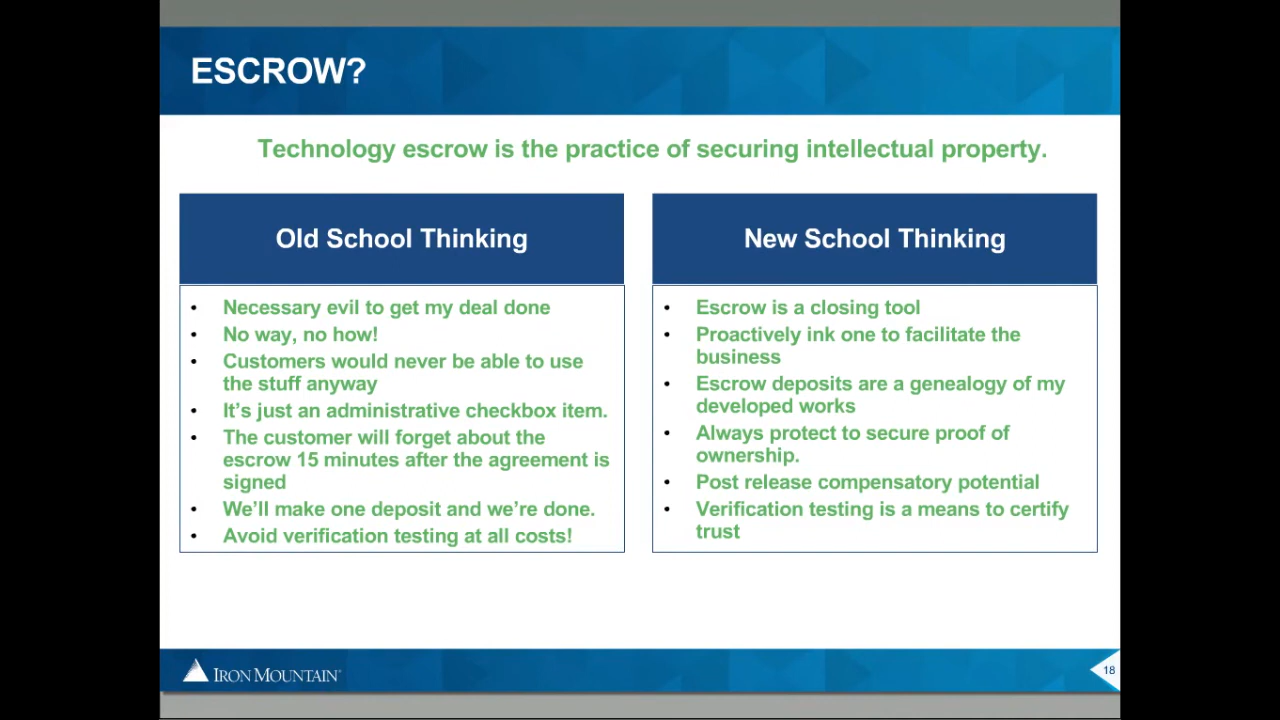 ESCROW?
Technology escrow is the practice of securing intellectual property.
Old School Thinking
• Necessary evil to get my deal done
• No way, no how!
• Customers would never be able to use
the stuff anyway
• It’s just an administrative checkbox item.
• The customer will forget about the
escrow 15 minutes after the agreement is
signed
• We’ll make one deposit and we’re done.
• Avoid verification testing at all costs!
New School Thinking
• Escrow is a closing tool
• Proactively ink one to facilitate the
business
• Escrow deposits are a genealogy of my
developed works
• Always protect to secure proof of
ownership.
• Post release compensatory potential
• Verification testing is a means to certify
trust
IRON MOUNTAIN
18